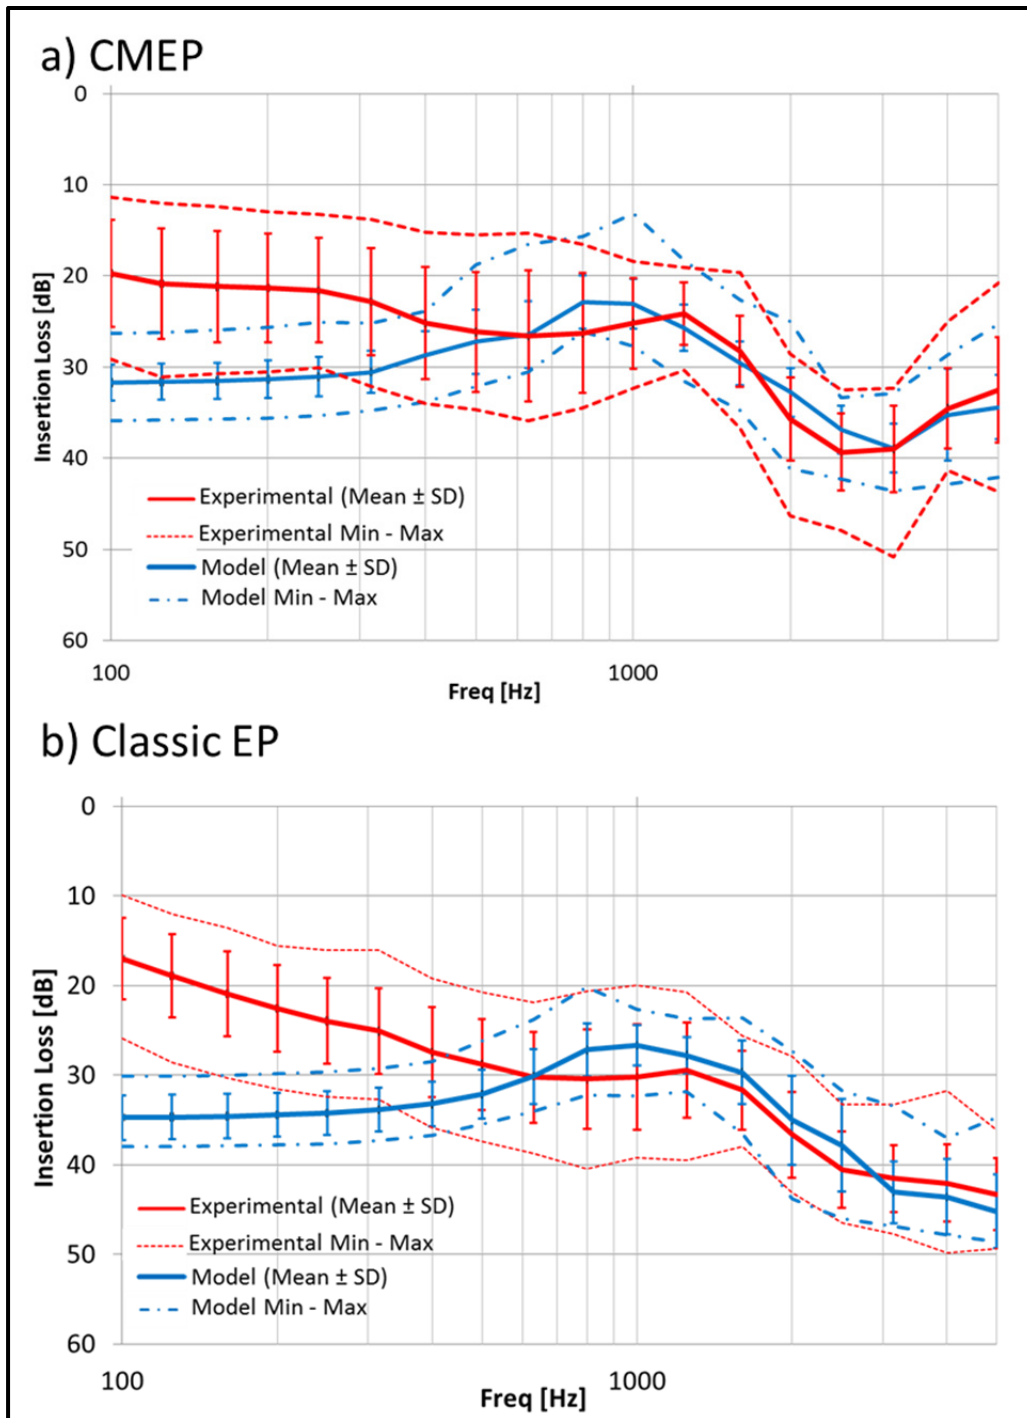 a) CMEP
0
10
20
30
40
50
60
Insertion Loss [dB]
Experimental (Mean ± SD)
Experimental Min - Max
Model (Mean ± SD)
Model Min - Max
100
1000
Freq [Hz]
b) Classic EP
0
10
20
30
40
50
60
Insertion Loss [dB]
Experimental (Mean ± SD)
Experimental Min - Max
Model (Mean ± SD)
Model Min - Max
100
1000
Freq [Hz]